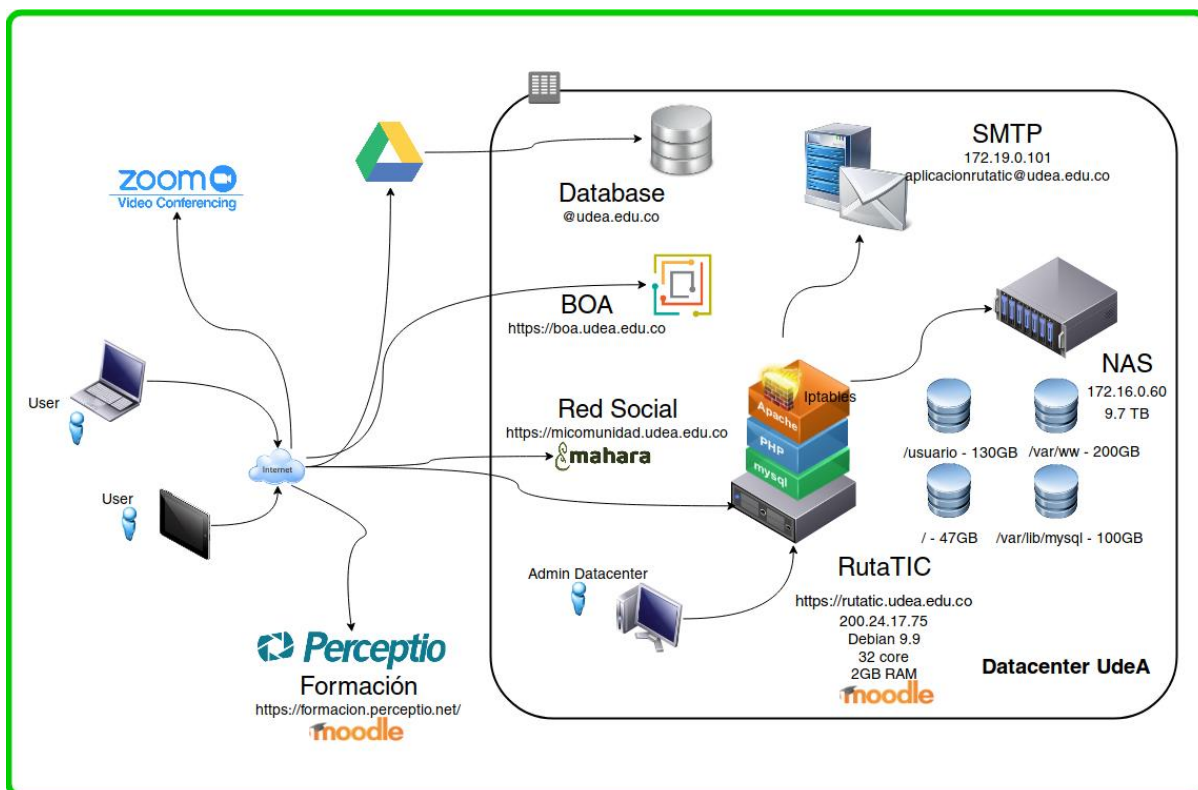 zoom
Video Conferencing
Database
@udea.edu.co
SMTP
172.19.0.101
aplicacionrutatic@udea.edu.co
BOA
https://boa.udea.edu.co
NAS
172.16.0.60
9.7 TB
/usuario - 130GB
/var/ww - 200GB
/ - 47GB
/var/lib/mysql - 100GB
User
User
Internet
Red Social
https://micomunidad.udea.edu.co
mahara
Iptables
Apache
PHP
mysql
Admin Datacenter
RutaTIC
https://rutatic.udea.edu.co
200.24.17.75
Debian 9.9
32 core
2GB RAM
moodle
Datacenter UdeA
Perceptio
Formación
https://formacion.perceptio.net/
moodle